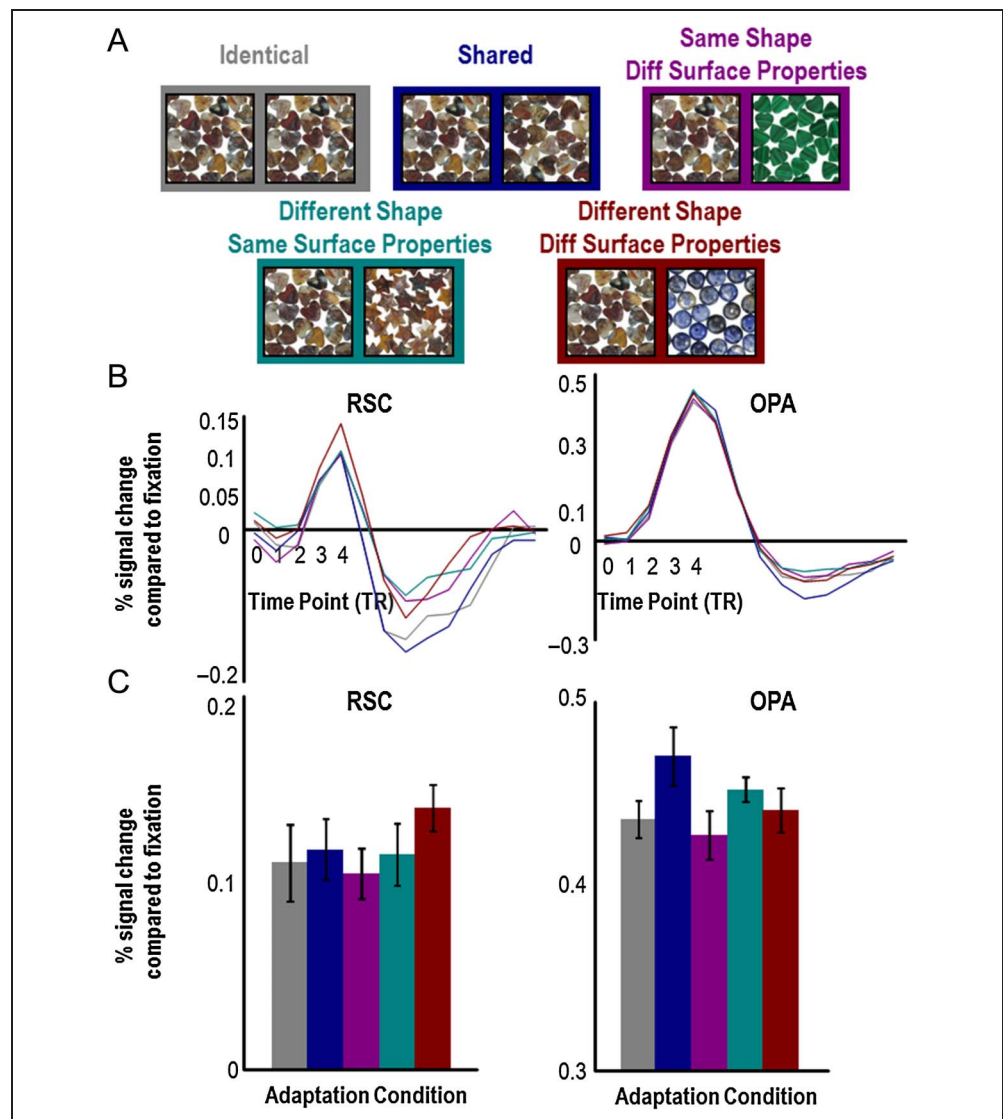 A
Identical
Shared
Same Shape
Diff Surface Properties
Different Shape
Same Surface Properties
Different Shape
Diff Surface Properties
B
% signal change
compared to fixation
RSC
0.15
0.1
0.05
0
–0.2
0 1 2 3 4
Time Point (TR)
OPA
0.5
0.3
0.1
0
–0.3
0 1 2 3 4
Time Point (TR)
C
% signal change
compared to fixation
RSC
0.2
0.1
0
Adaptation Condition
OPA
0.5
0.4
0.3
Adaptation Condition